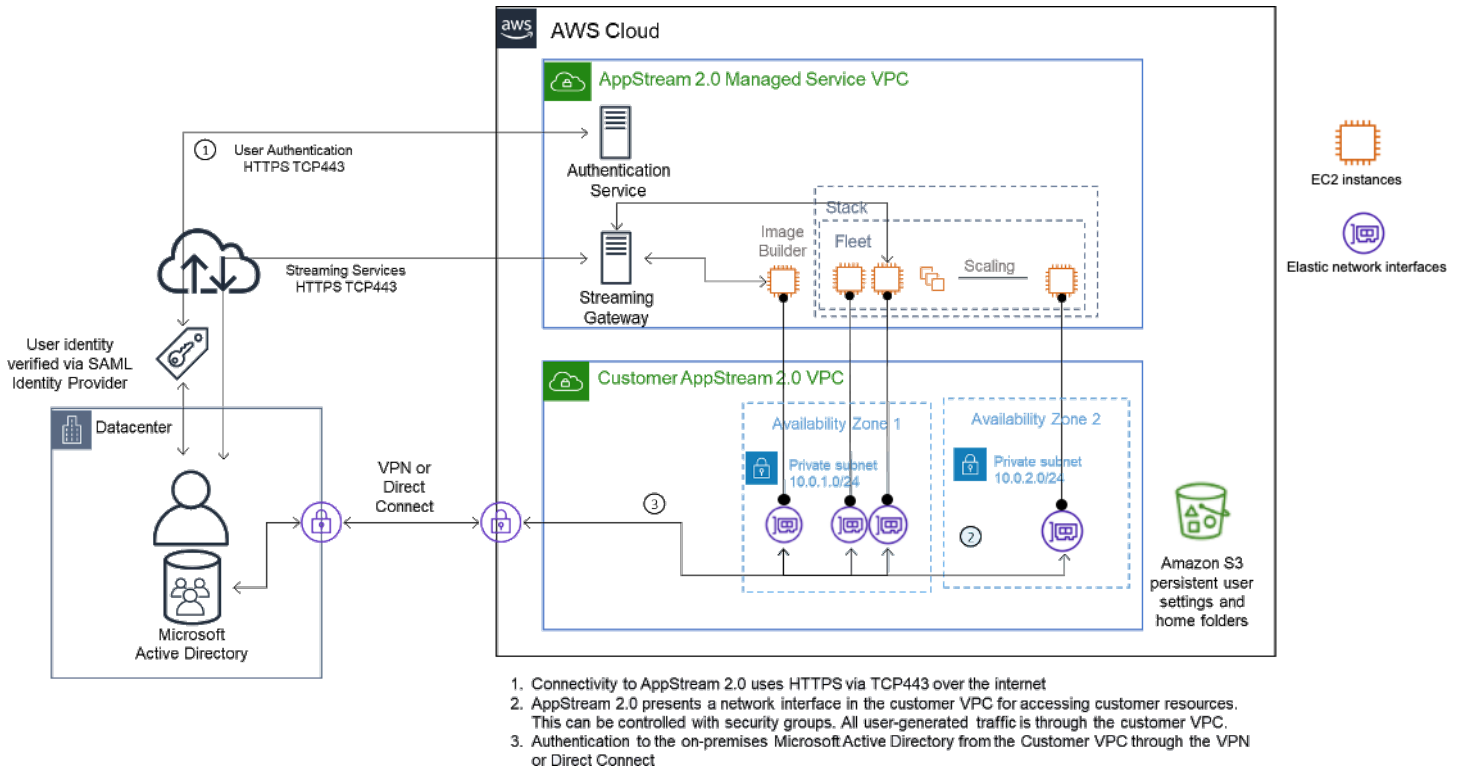 aws
AWS Cloud
AppStream 2.0 Managed Service VPC
1
User Authentication
HTTPS TCP443
Authentication
Service
Stack
Image
Builder
Fleet
Scaling
Streaming Services
HTTPS TCP443
Streaming
Gateway
EC2 instances
Elastic network interfaces
User identity
verified via SAML
Identity Provider
Customer AppStream 2.0 VPC
Datacenter
Availability Zone 1
Availability Zone 2
Private subnet
10.0.1.0/24
Private subnet
10.0.2.0/24
VPN or
Direct
Connect
3
2
Microsoft
Active Directory
Amazon S3
persistent user
settings and
home folders
1. Connectivity to AppStream 2.0 uses HTTPS via TCP443 over the internet
2. AppStream 2.0 presents a network interface in the customer VPC for accessing customer resources.
This can be controlled with security groups. All user-generated traffic is through the customer VPC.
3. Authentication to the on-premises Microsoft Active Directory from the Customer VPC through the VPN
or Direct Connect